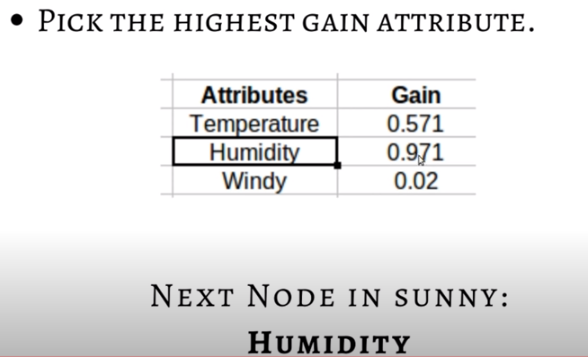 • Pick the highest gain attribute.
Attributes Gain
Temperature 0.571
Humidity 0.971
Windy 0.02
Next Node in sunny:
Humidity